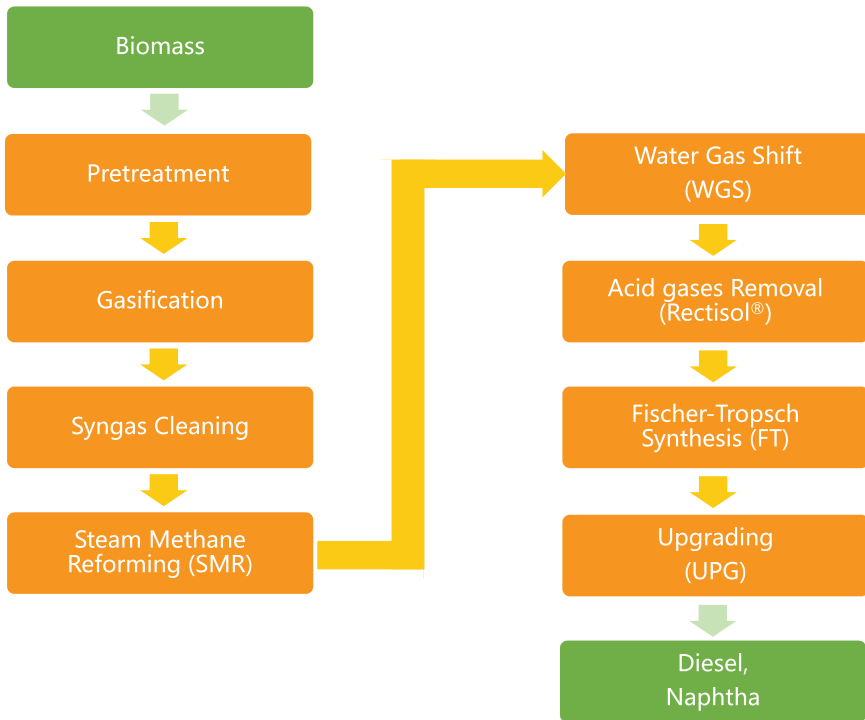 Biomass
Pretreatment
Gasification
Syngas Cleaning
Steam Methane
Reforming (SMR)
Water Gas Shift
(WGS)
Acid gases Removal
(Rectisol®)
Fischer-Tropsch
Synthesis (FT)
Upgrading
(UPG)
Diesel,
Naphtha